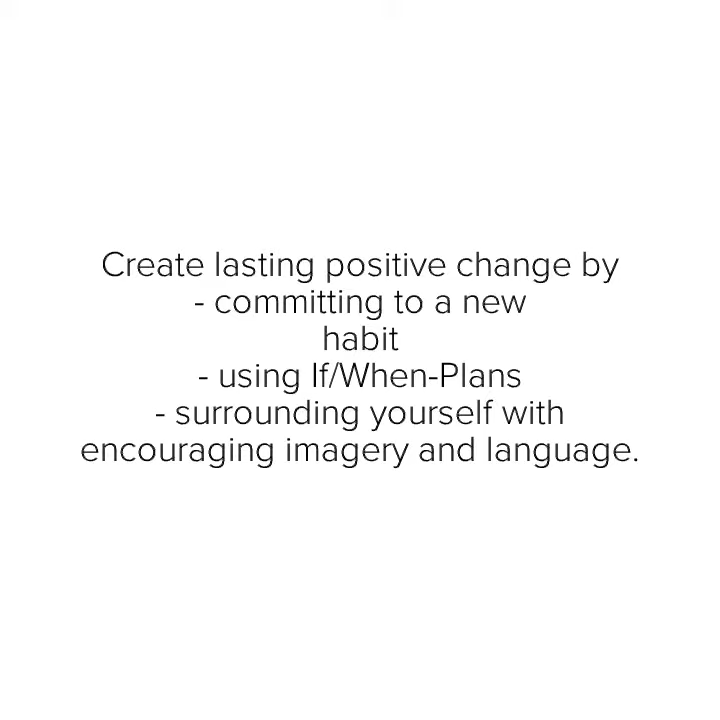 Create lasting positive change by
- committing to a new
habit
- using If/When-Plans
- surrounding yourself with
encouraging imagery and language.